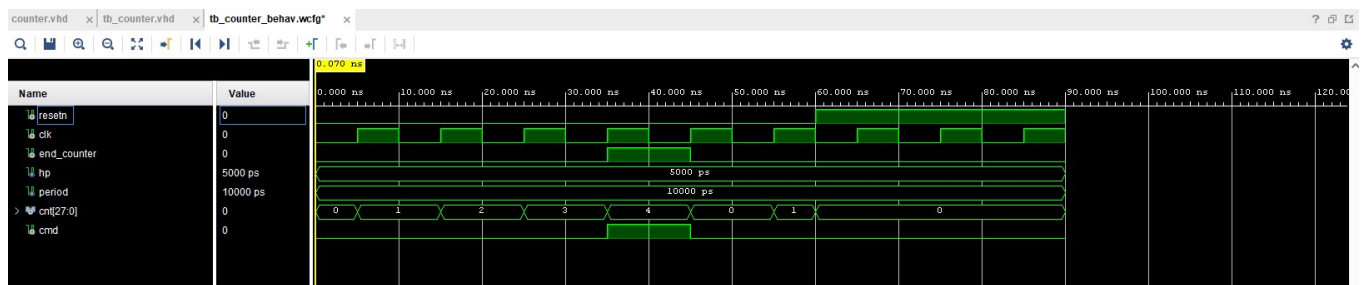 counter.vhd × tb_counter.vhd × tb_counter_behav.wcfg* ×
0.070 ns
Name Value
0.000 ns 10.000 ns 20.000 ns 30.000 ns 40.000 ns 50.000 ns 60.000 ns 70.000 ns 80.000 ns 90.000 ns 100.000 ns 110.000 ns 120.00
resetn 0
clk 0
end_counter 0
hp 5000 ps 5000 ps
period 10000 ps 10000 ps
cnt[27:0] 0 0 1 2 3 4 0 1 0
cmd 0